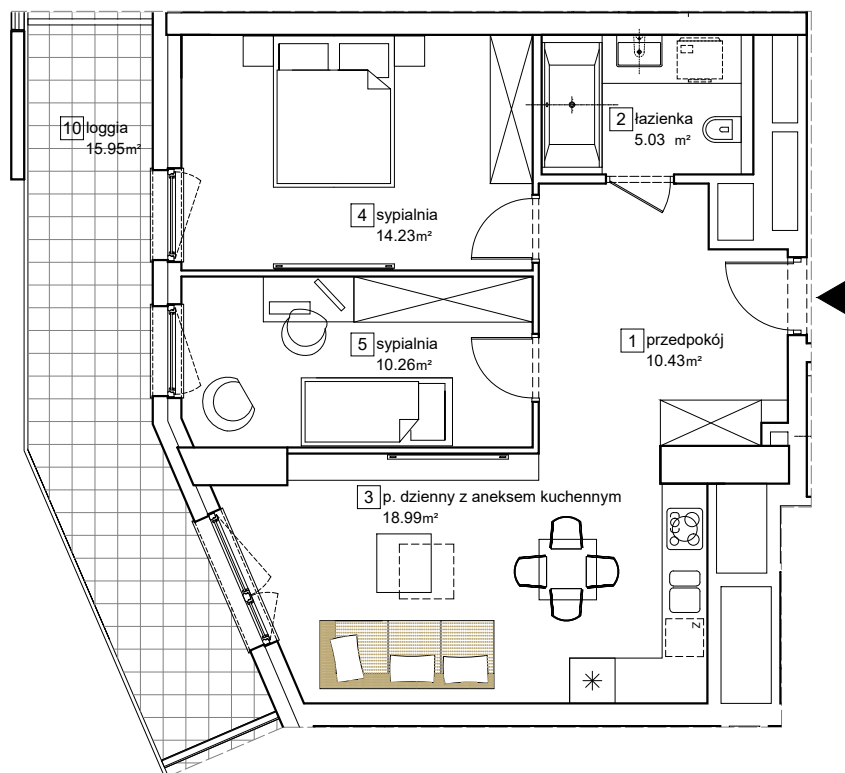 10 loggia
15.95m²
2 łazienka
5.03 m²
4 sypialnia
14.23m²
1 przedpokój
10.43m²
5 sypialnia
10.26m²
3 p. dzienny z aneksem kuchennym
18.99m²
Z